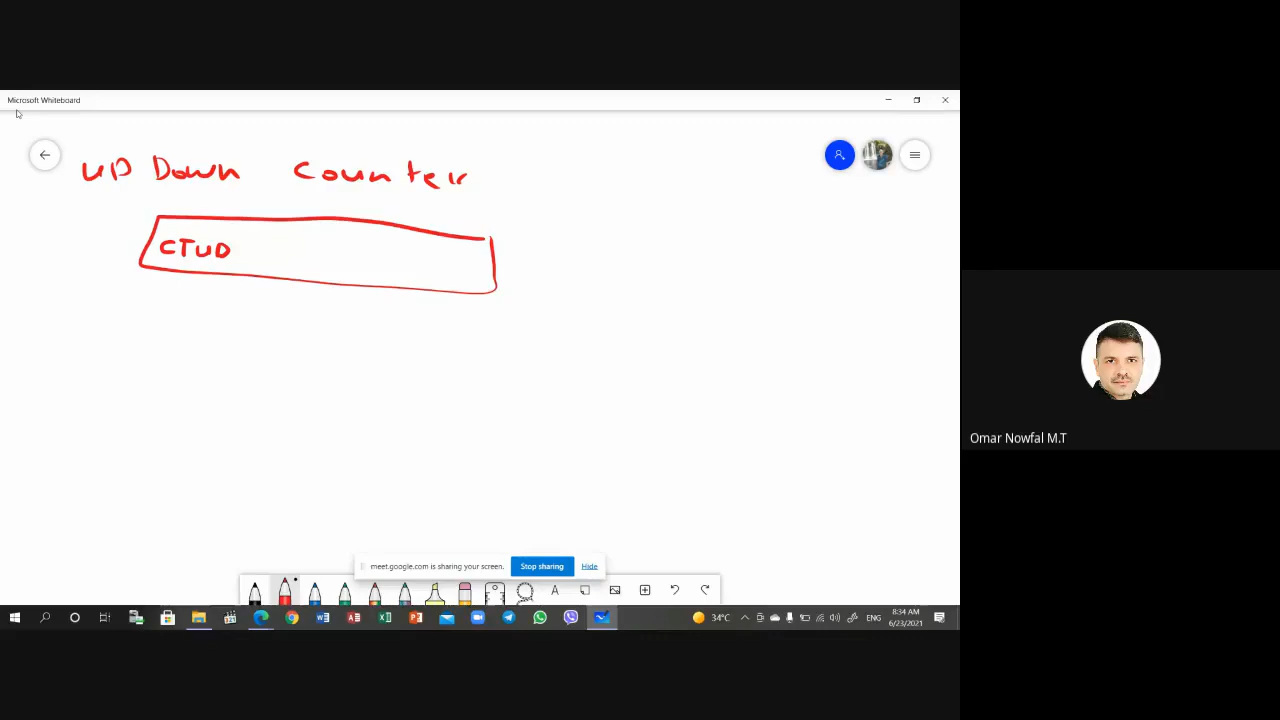 Microsoft Whiteboard
UP Down Counter
CTUD
Omar Nowfal M.T
meet.google.com is sharing your screen. Stop sharing Hide
34°C ENG 8:34 AM
6/23/2021